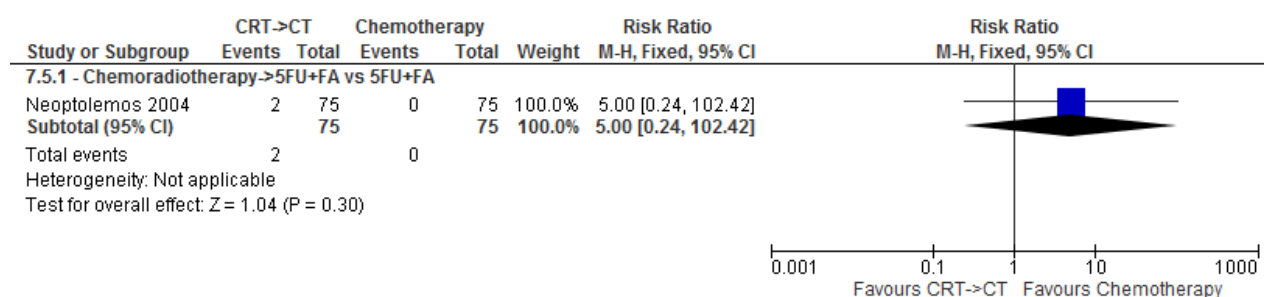 CRT->CT Chemotherapy Risk Ratio Risk Ratio
Study or Subgroup Events Total Events Total Weight M-H, Fixed, 95% CI M-H, Fixed, 95% CI
7.5.1 - Chemoradiotherapy->5FU+FA vs 5FU+FA
Neoptolemos 2004 2 75 0 75 100.0% 5.00 [0.24, 102.42]
Subtotal (95% CI) 75 75 100.0% 5.00 [0.24, 102.42]
Total events 2 0
Heterogeneity: Not applicable
Test for overall effect: Z = 1.04 (P = 0.30)
0.001 0.1 1 10 1000
Favours CRT->CT Favours Chemotherapy